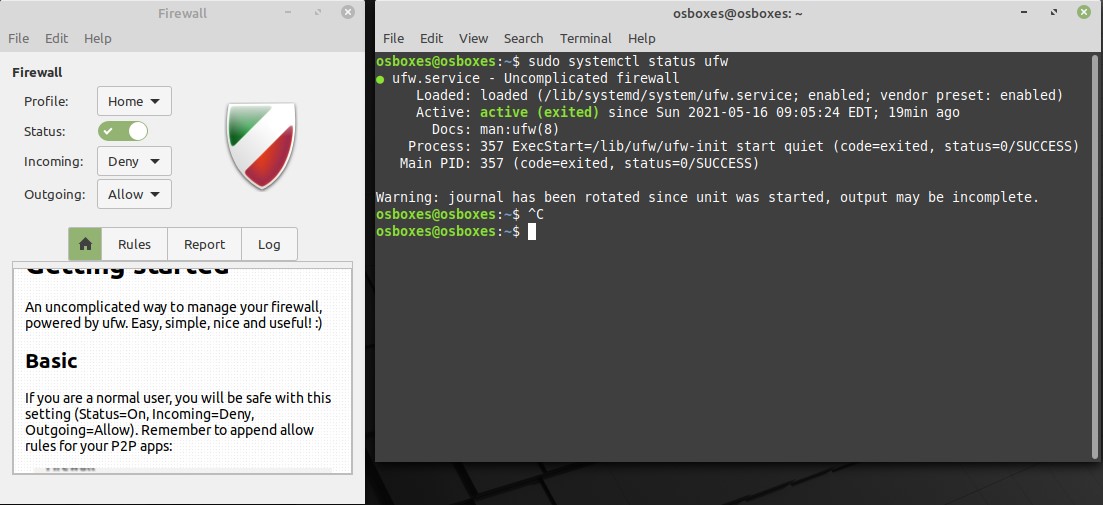 Firewall
File Edit Help
Firewall
Profile: Home
Status:
Incoming: Deny
Outgoing: Allow
Rules Report Log
Getting started
An uncomplicated way to manage your firewall,
powered by ufw. Easy, simple, nice and useful! :)
Basic
If you are a normal user, you will be safe with this
setting (Status=On, Incoming=Deny,
Outgoing=Allow). Remember to append allow
rules for your P2P apps:
Firewall
osboxes@osboxes: ~
File Edit View Search Terminal Help
osboxes@osboxes:~$ sudo systemctl status ufw
● ufw.service - Uncomplicated firewall
Loaded: loaded (/lib/systemd/system/ufw.service; enabled; vendor preset: enabled)
Active: active (exited) since Sun 2021-05-16 09:05:24 EDT; 19min ago
Docs: man:ufw(8)
Process: 357 ExecStart=/lib/ufw/ufw-init start quiet (code=exited, status=0/SUCCESS)
Main PID: 357 (code=exited, status=0/SUCCESS)
Warning: journal has been rotated since unit was started, output may be incomplete.
osboxes@osboxes:~$ ^C
osboxes@osboxes:~$